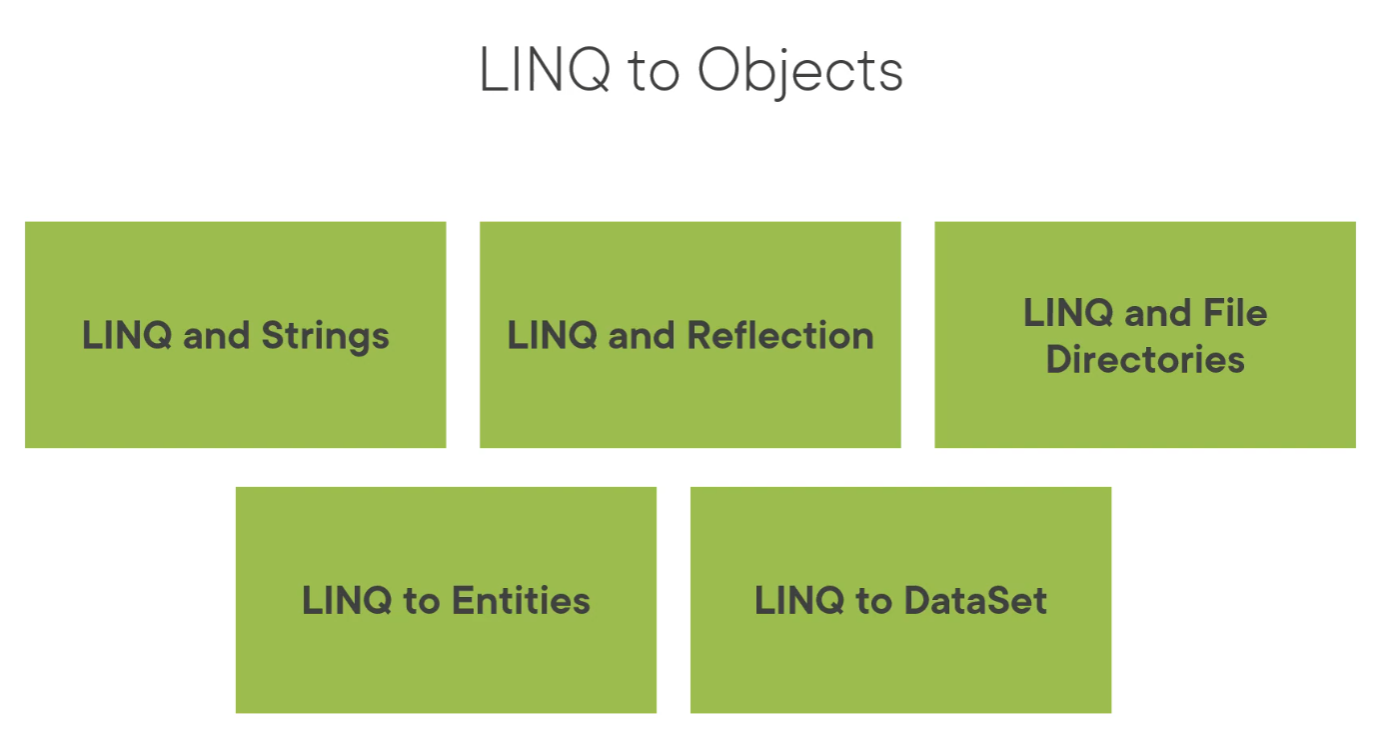 LINQ to Objects
LINQ and Strings
LINQ and Reflection
LINQ and File
Directories
LINQ to Entities
LINQ to DataSet